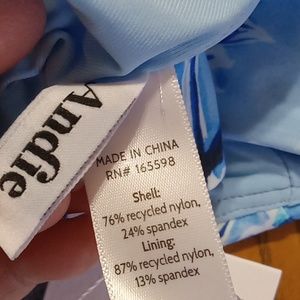 Andie
MADE IN CHINA
RN# 165598
Shell:
76% recycled nylon,
24% spandex
Lining:
87% recycled nylon,
13% spandex